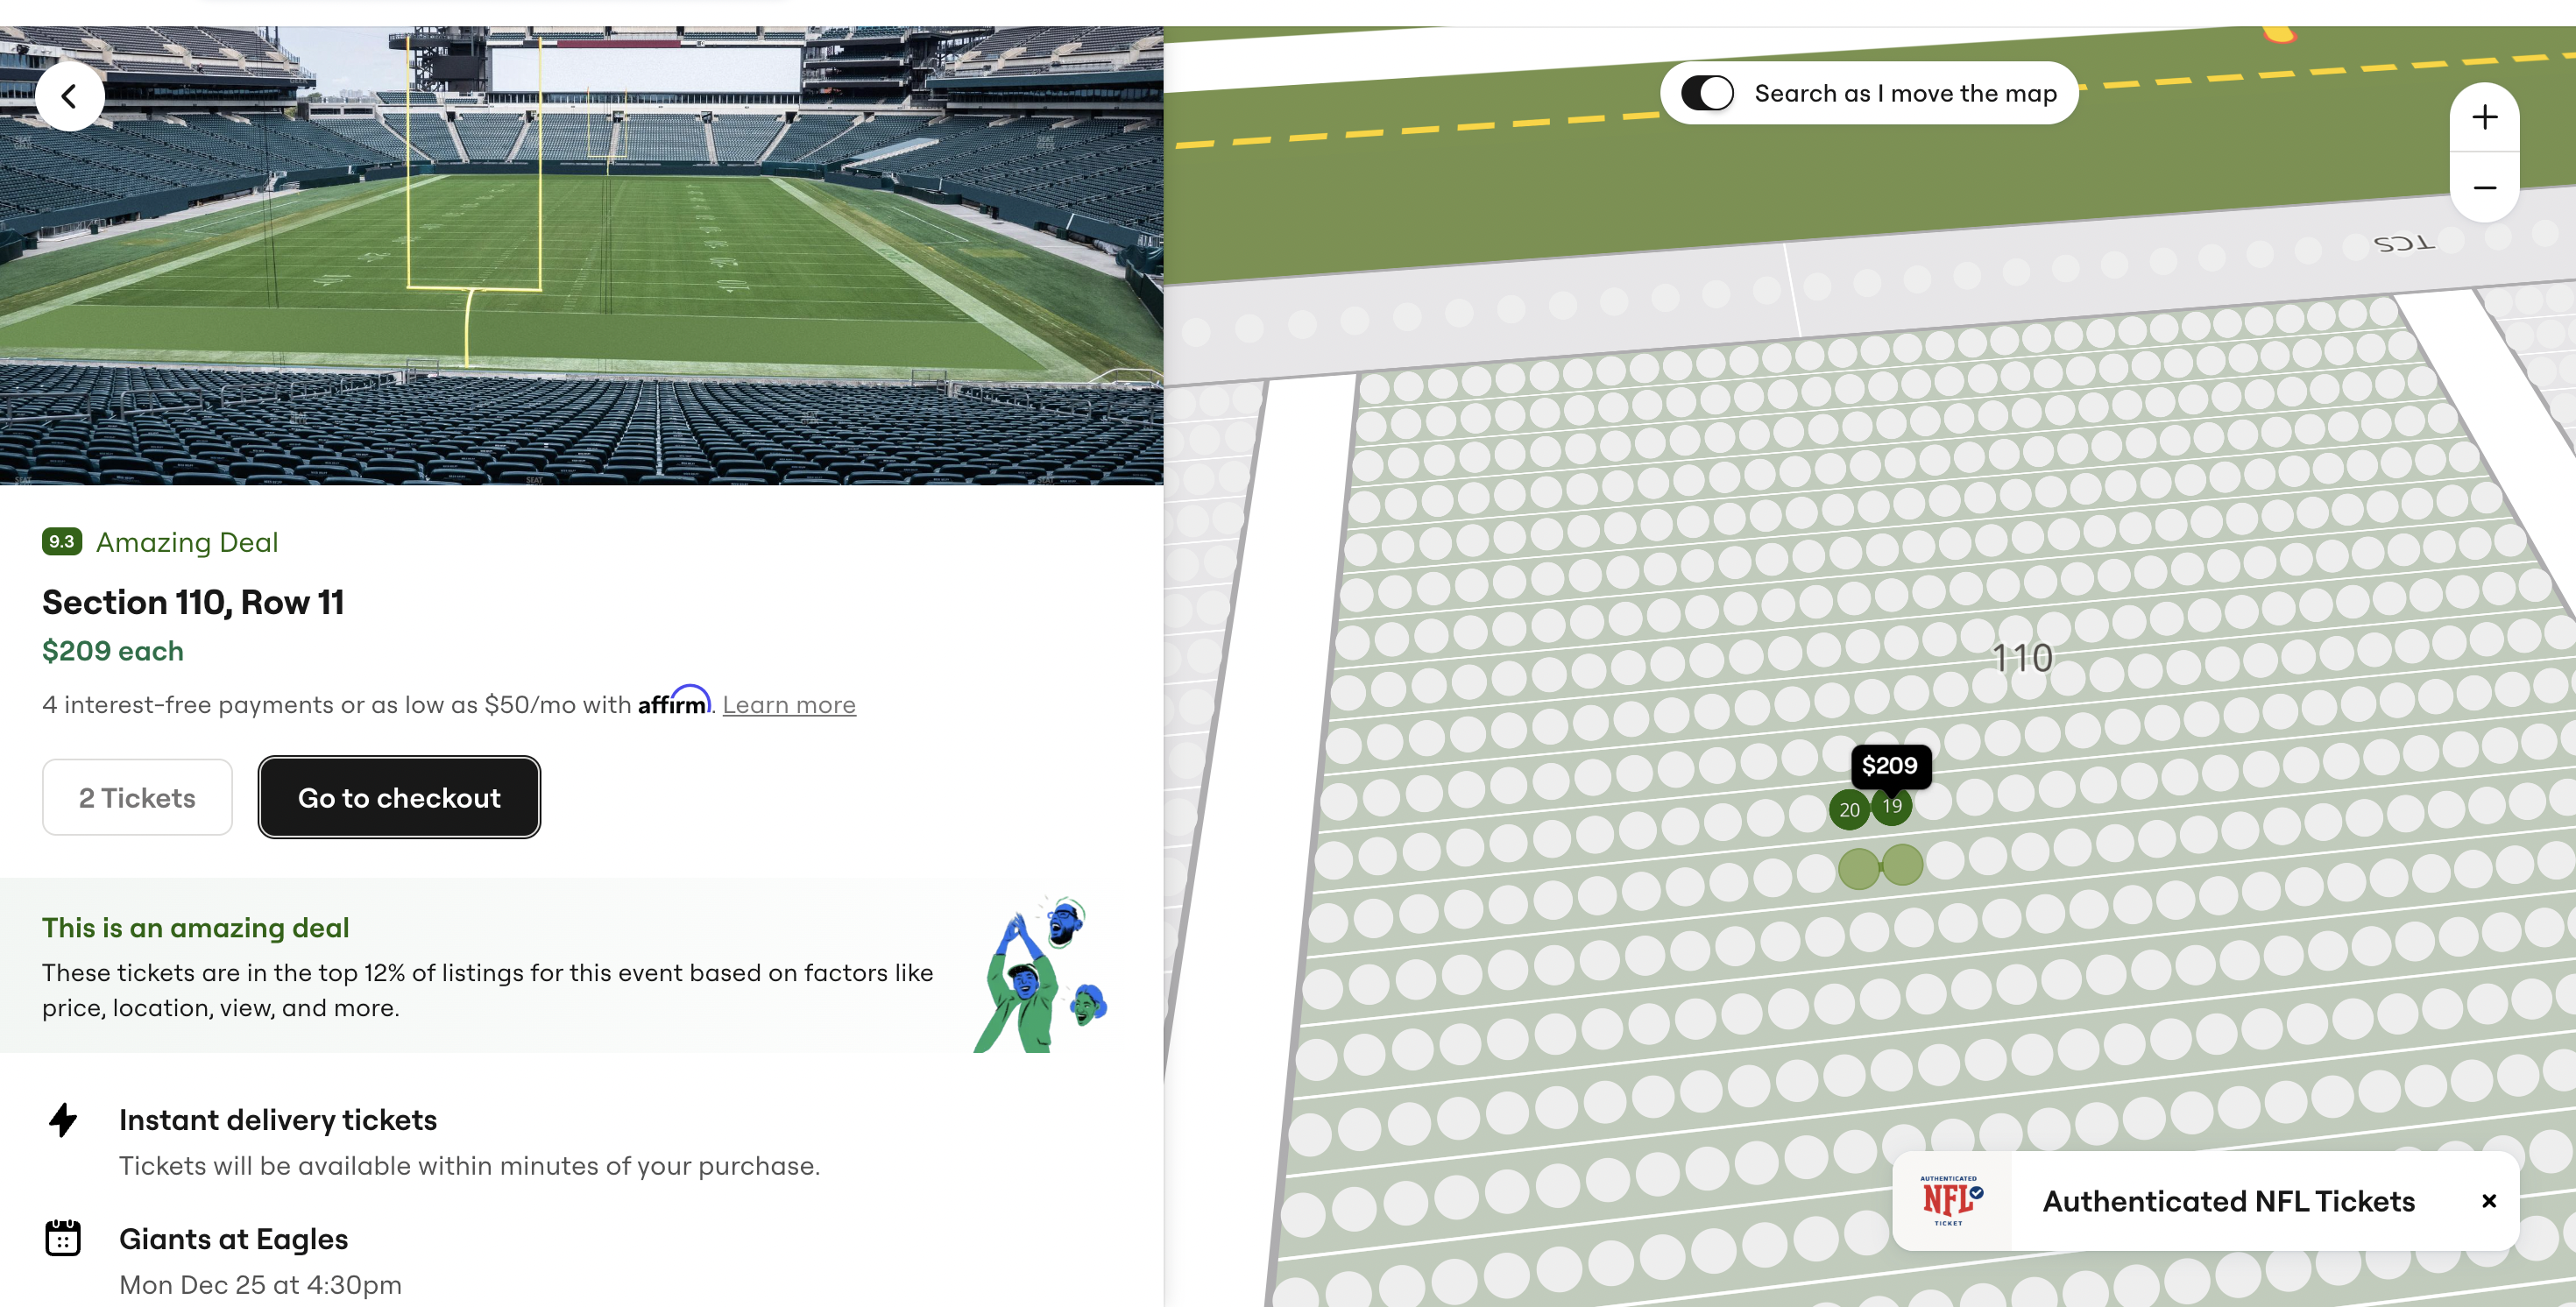 9.3 Amazing Deal
Section 110, Row 11
$209 each
4 interest-free payments or as low as $50/mo with affirm. Learn more
2 Tickets
Go to checkout
This is an amazing deal
These tickets are in the top 12% of listings for this event based on factors like
price, location, view, and more.
Instant delivery tickets
Tickets will be available within minutes of your purchase.
Giants at Eagles
Mon Dec 25 at 4:30pm
Search as I move the map
+
−
TCS
110
$209
20 19
AUTHENTICATED
NFL
TICKET
Authenticated NFL Tickets